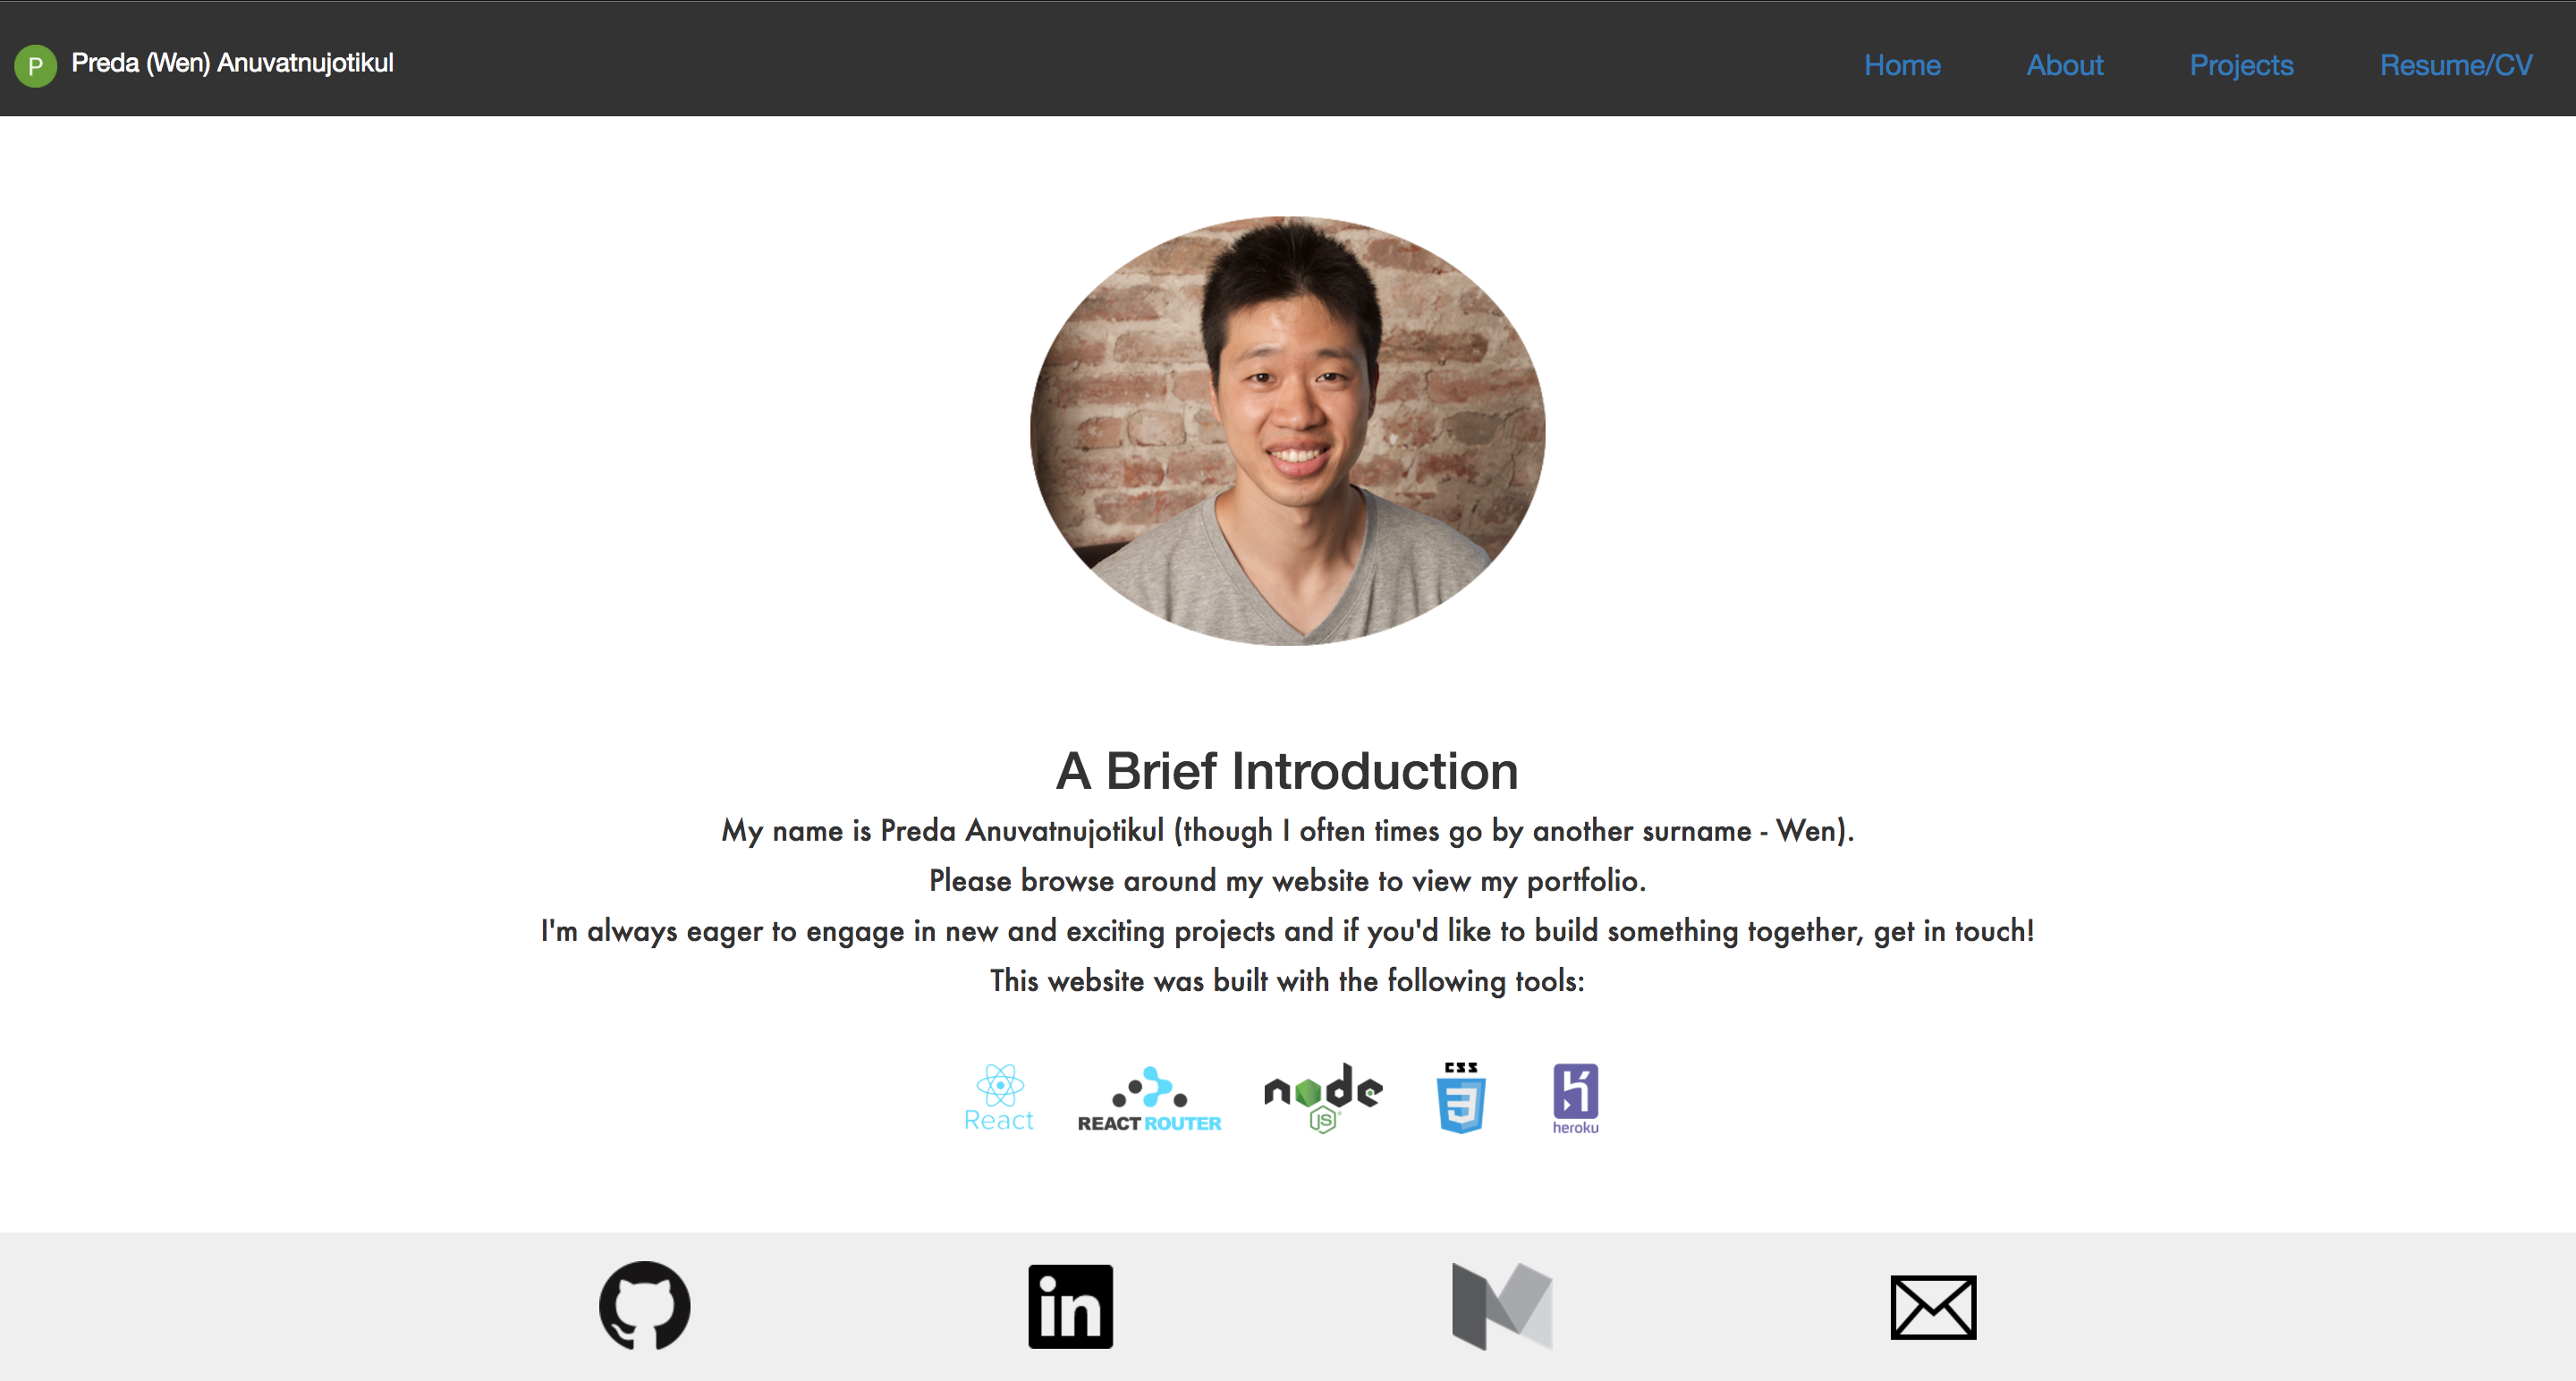 P Preda (Wen) Anuvatnujotikul Home About Projects Resume/CV
A Brief Introduction
My name is Preda Anuvatnujotikul (though I often times go by another surname - Wen).
Please browse around my website to view my portfolio.
I'm always eager to engage in new and exciting projects and if you'd like to build something together, get in touch!
This website was built with the following tools:
React
REACT ROUTER
node
JS
CSS
3
heroku
in